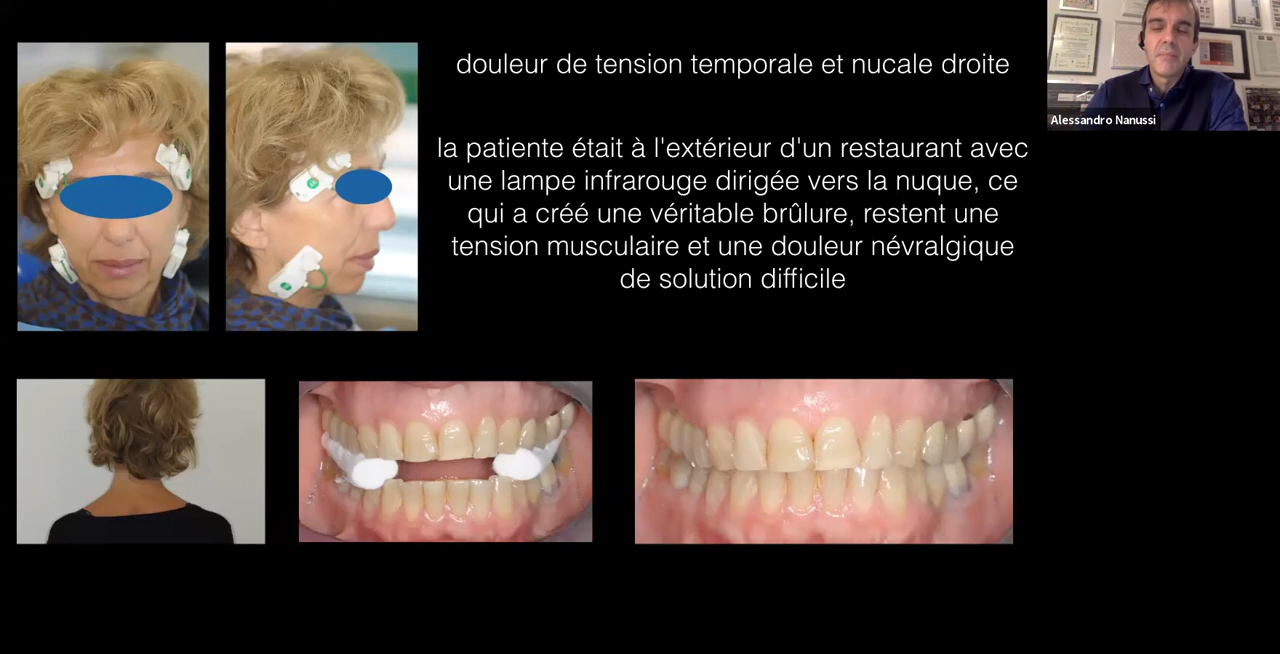 douleur de tension temporale et nucale droite
la patiente était à l'extérieur d'un restaurant avec
une lampe infrarouge dirigée vers la nuque, ce
qui a créé une véritable brûlure, restent une
tension musculaire et une douleur névralgique
de solution difficile
Alessandro Nanussi